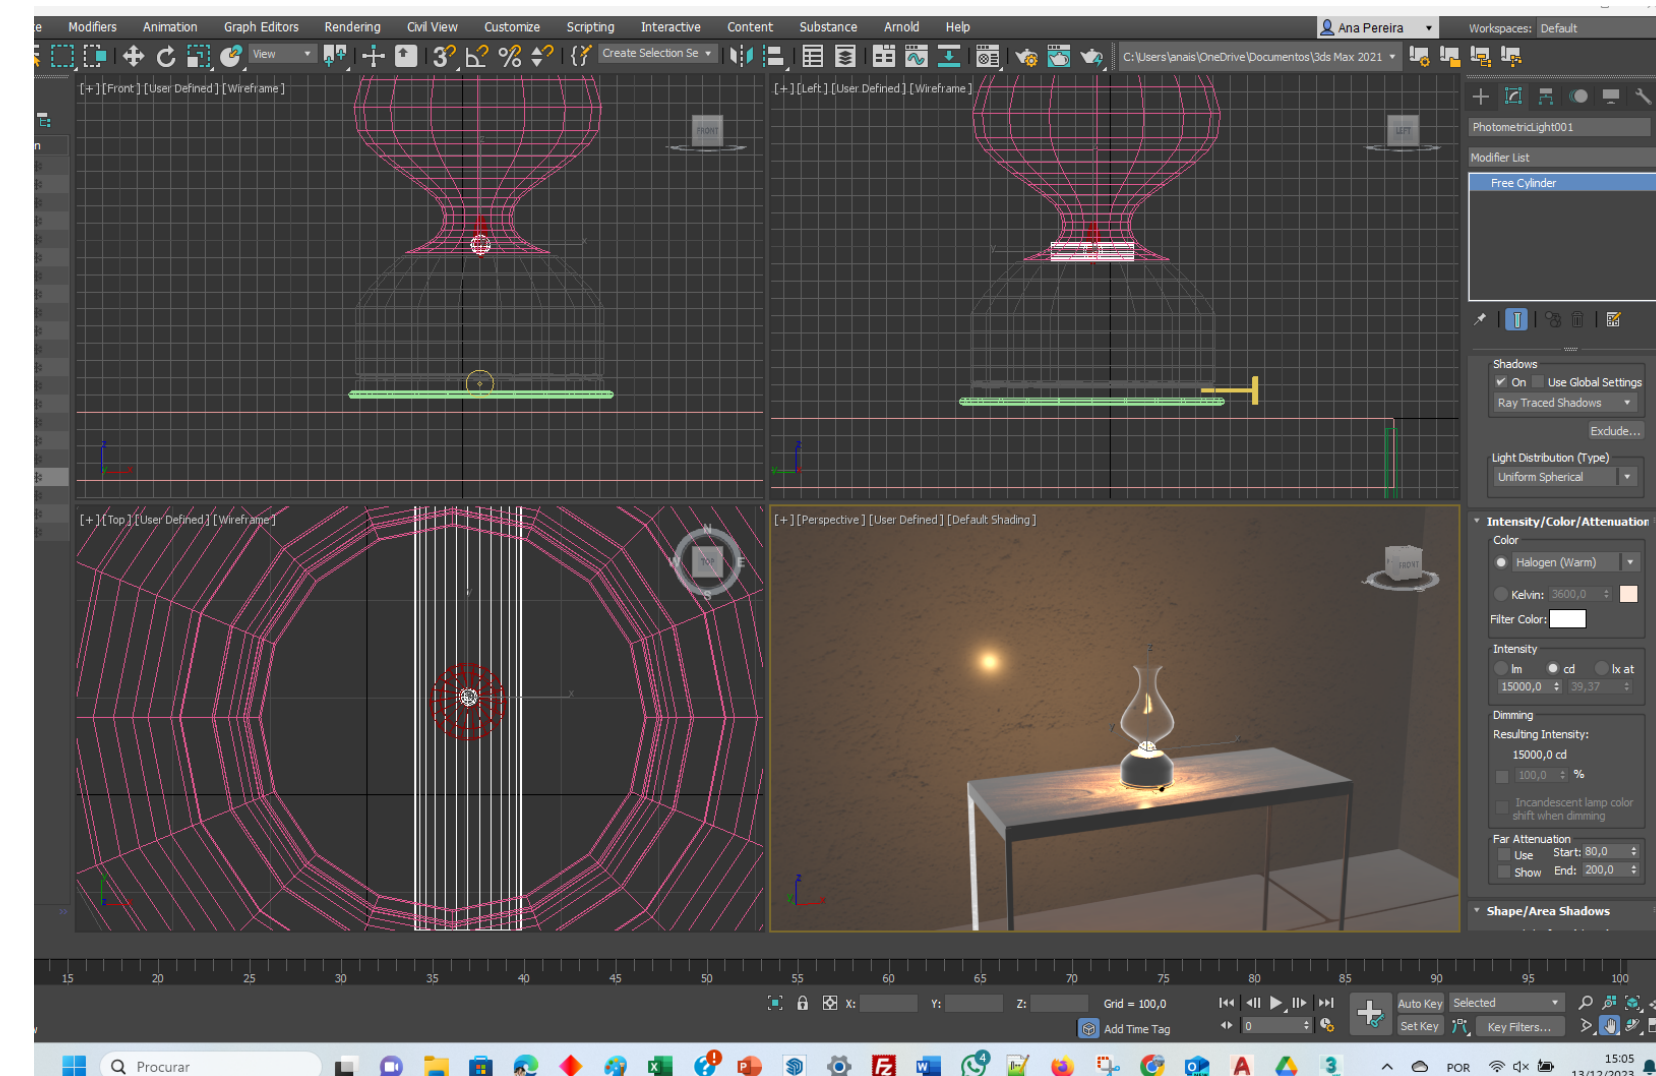 Modifiers Animation Graph Editors Rendering Civil View Customize Scripting Interactive Content Substance Arnold Help Ana Pereira Workspaces: Default
View Create Selection Se C:\Users\anais\OneDrive\Documentos\3ds Max 2021
[+][Front][User Defined][Wireframe]
FRONT
[+][Left][User Defined][Wireframe]
LEFT
[+][Top][User Defined][Wireframe]
N
W TOP E
S
[+][Perspective][User Defined][Default Shading]
FRONT
PhotometricLight001
Modifier List
Free Cylinder
Shadows
On Use Global Settings
Ray Traced Shadows
Exclude...
Light Distribution (Type)
Uniform Spherical
Intensity/Color/Attenuation
Color
Halogen (Warm)
Kelvin: 3600,0
Filter Color:
Intensity
lm cd lx at
15000,0 39,37
Dimming
Resulting Intensity:
15000,0 cd
100,0 %
Incandescent lamp color
shift when dimming
Far Attenuation
Use Start: 80,0
Show End: 200,0
Shape/Area Shadows
15 20 25 30 35 40 45 50 55 60 65 70 75 80 85 90 95 100
X: Y: Z: Grid = 100,0 Auto Key Selected
Add Time Tag 0 Set Key Key Filters...
Procurar POR 15:05
13/12/2023